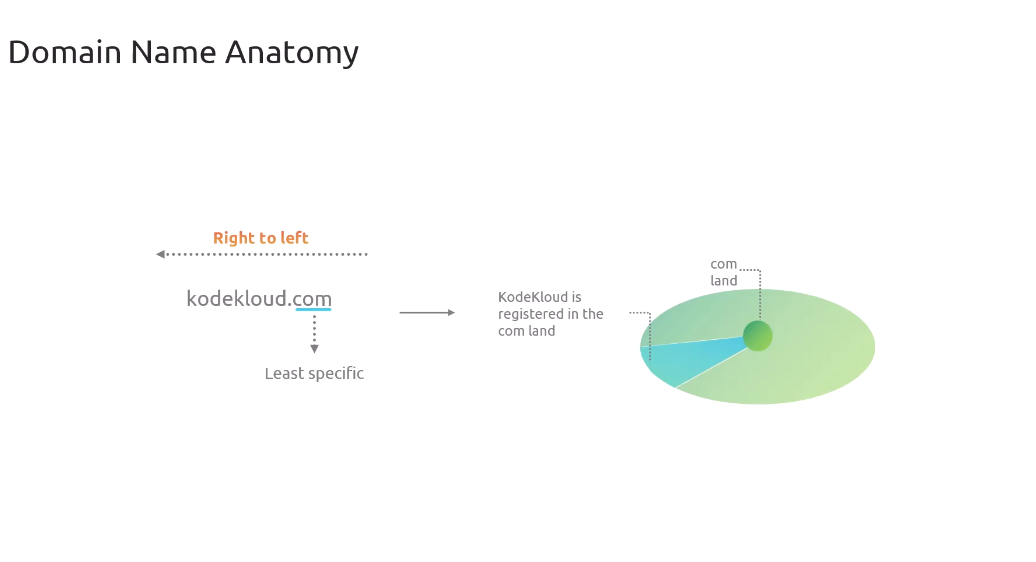 Domain Name Anatomy
Right to left
kodekloud.com
Least specific
KodeKloud is
registered in the
com land
com
land